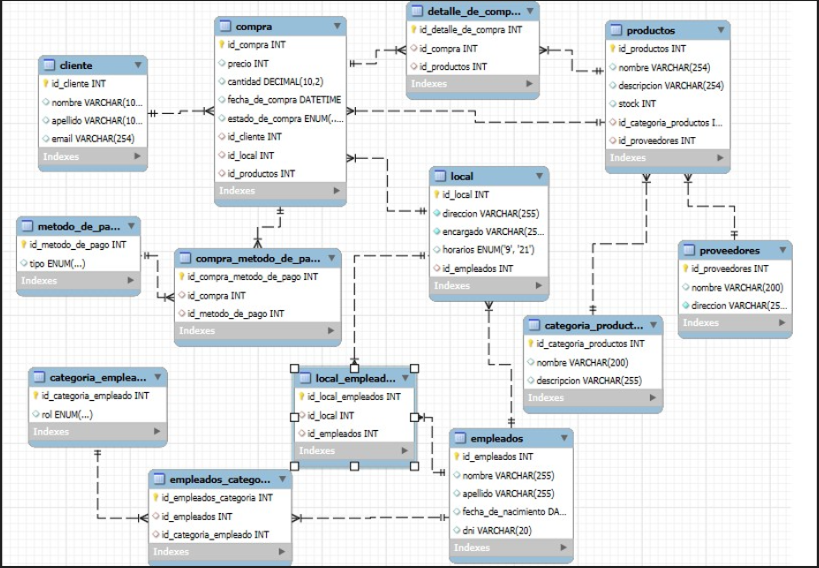 cliente
id_cliente INT
nombre VARCHAR(10...
apellido VARCHAR(10...
email VARCHAR(254)
Indexes
compra
id_compra INT
precio INT
cantidad DECIMAL(10.2)
fecha_de_compra DATETIME
estado_de_compra ENUM(,...
id_cliente INT
id_local INT
id_productos INT
Indexes
detalle_de_comp...
id_detalle_de_compra INT
id_compra INT
id_productos INT
Indexes
productos
id_productos INT
nombre VARCHAR(254)
descripcion VARCHAR(254)
stock INT
id_categoria_productos I...
id_proveedores INT
Indexes
local
id_local INT
direccion VARCHAR(255)
encargado VARCHAR(25...
horarios ENUM('9', '21')
id_empleados INT
Indexes
metodo_de_pa...
id_metodo_de_pago INT
tipo ENUM(...)
Indexes
compra_metodo_de_pa...
id_compra_metodo_de_pago INT
id_compra INT
id_metodo_de_pago INT
Indexes
proveedores
id_proveedores INT
nombre VARCHAR(200)
direccion VARCHAR(25...
Indexes
categoria_product...
id_categoria_productos INT
nombre VARCHAR(200)
descripcion VARCHAR(255)
Indexes
categoria_emplea...
id_categoria_empleado INT
rol ENUM(...)
Indexes
local_emplead...
id_local_empleados INT
id_local INT
id_empleados INT
Indexes
empleados
id_empleados INT
nombre VARCHAR(255)
apellido VARCHAR(255)
fecha_de_nacimiento DA...
dni VARCHAR(20)
Indexes
empleados_catego...
id_empleados_categoria INT
id_empleados INT
id_categoria_empleado INT
Indexes